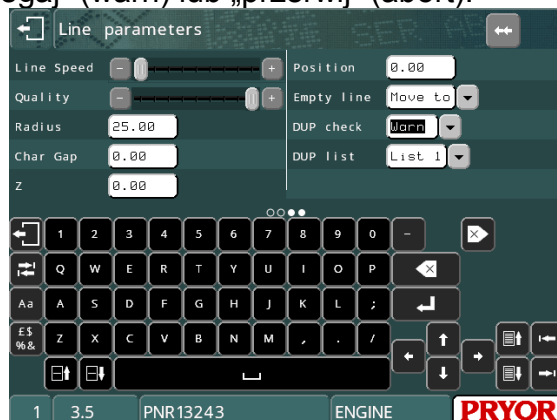 (warn) lub „przerwij” (abort).
Line parameters
Line Speed - +
Position 0.00
Quality - +
Empty line Move to
Radius 25.00
DUP check Warn
Char Gap 0.00
DUP list List 1
Z 0.00
1 2 3 4 5 6 7 8 9 0 -
Q W E R T Y U I O P
Aa A S D F G H J K L ;
£$ %& Z X C V B N M , . /
1 3.5 PNR13243 ENGINE PRYOR